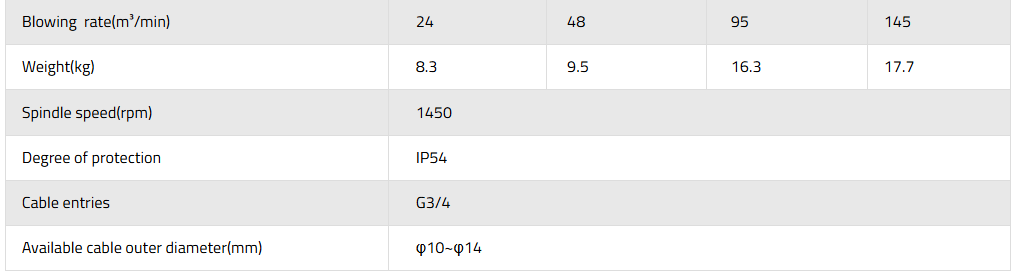 Blowing rate(m³/min) 24 48 95 145
Weight(kg) 8.3 9.5 16.3 17.7
Spindle speed(rpm) 1450
Degree of protection IP54
Cable entries G3/4
Available cable outer diameter(mm) φ10~φ14